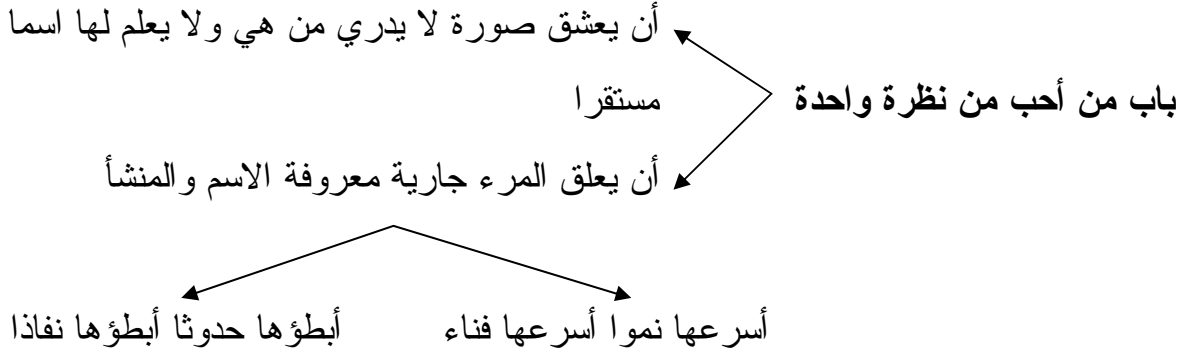 أن يعشق صورة لا يدري من هي ولا يعلم لها اسما
باب من أحب من نظرة واحدة
مستقرا
أن يعلق المرء جارية معروفة الاسم والمنشأ
أسرعها نموا أسرعها فناء
أبطؤها حدوثا أبطؤها نفاذا